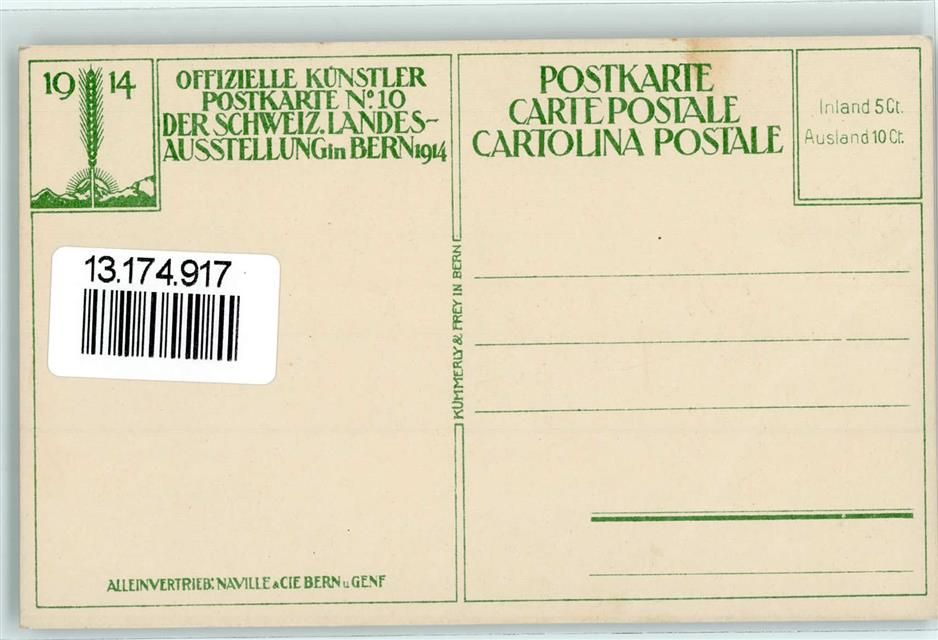 1914
OFFIZIELLE KÜNSTLER
POSTKARTE Nº 10
DER SCHWEIZ. LANDES-
AUSSTELLUNG in BERN 1914
POSTKARTE
CARTE POSTALE
CARTOLINA POSTALE
Inland 5 Ct.
Ausland 10 Ct.
13.174.917
KÜMMERLY & FREY IN BERN
ALLEINVERTRIEB: NAVILLE & CIE BERN u. GENF